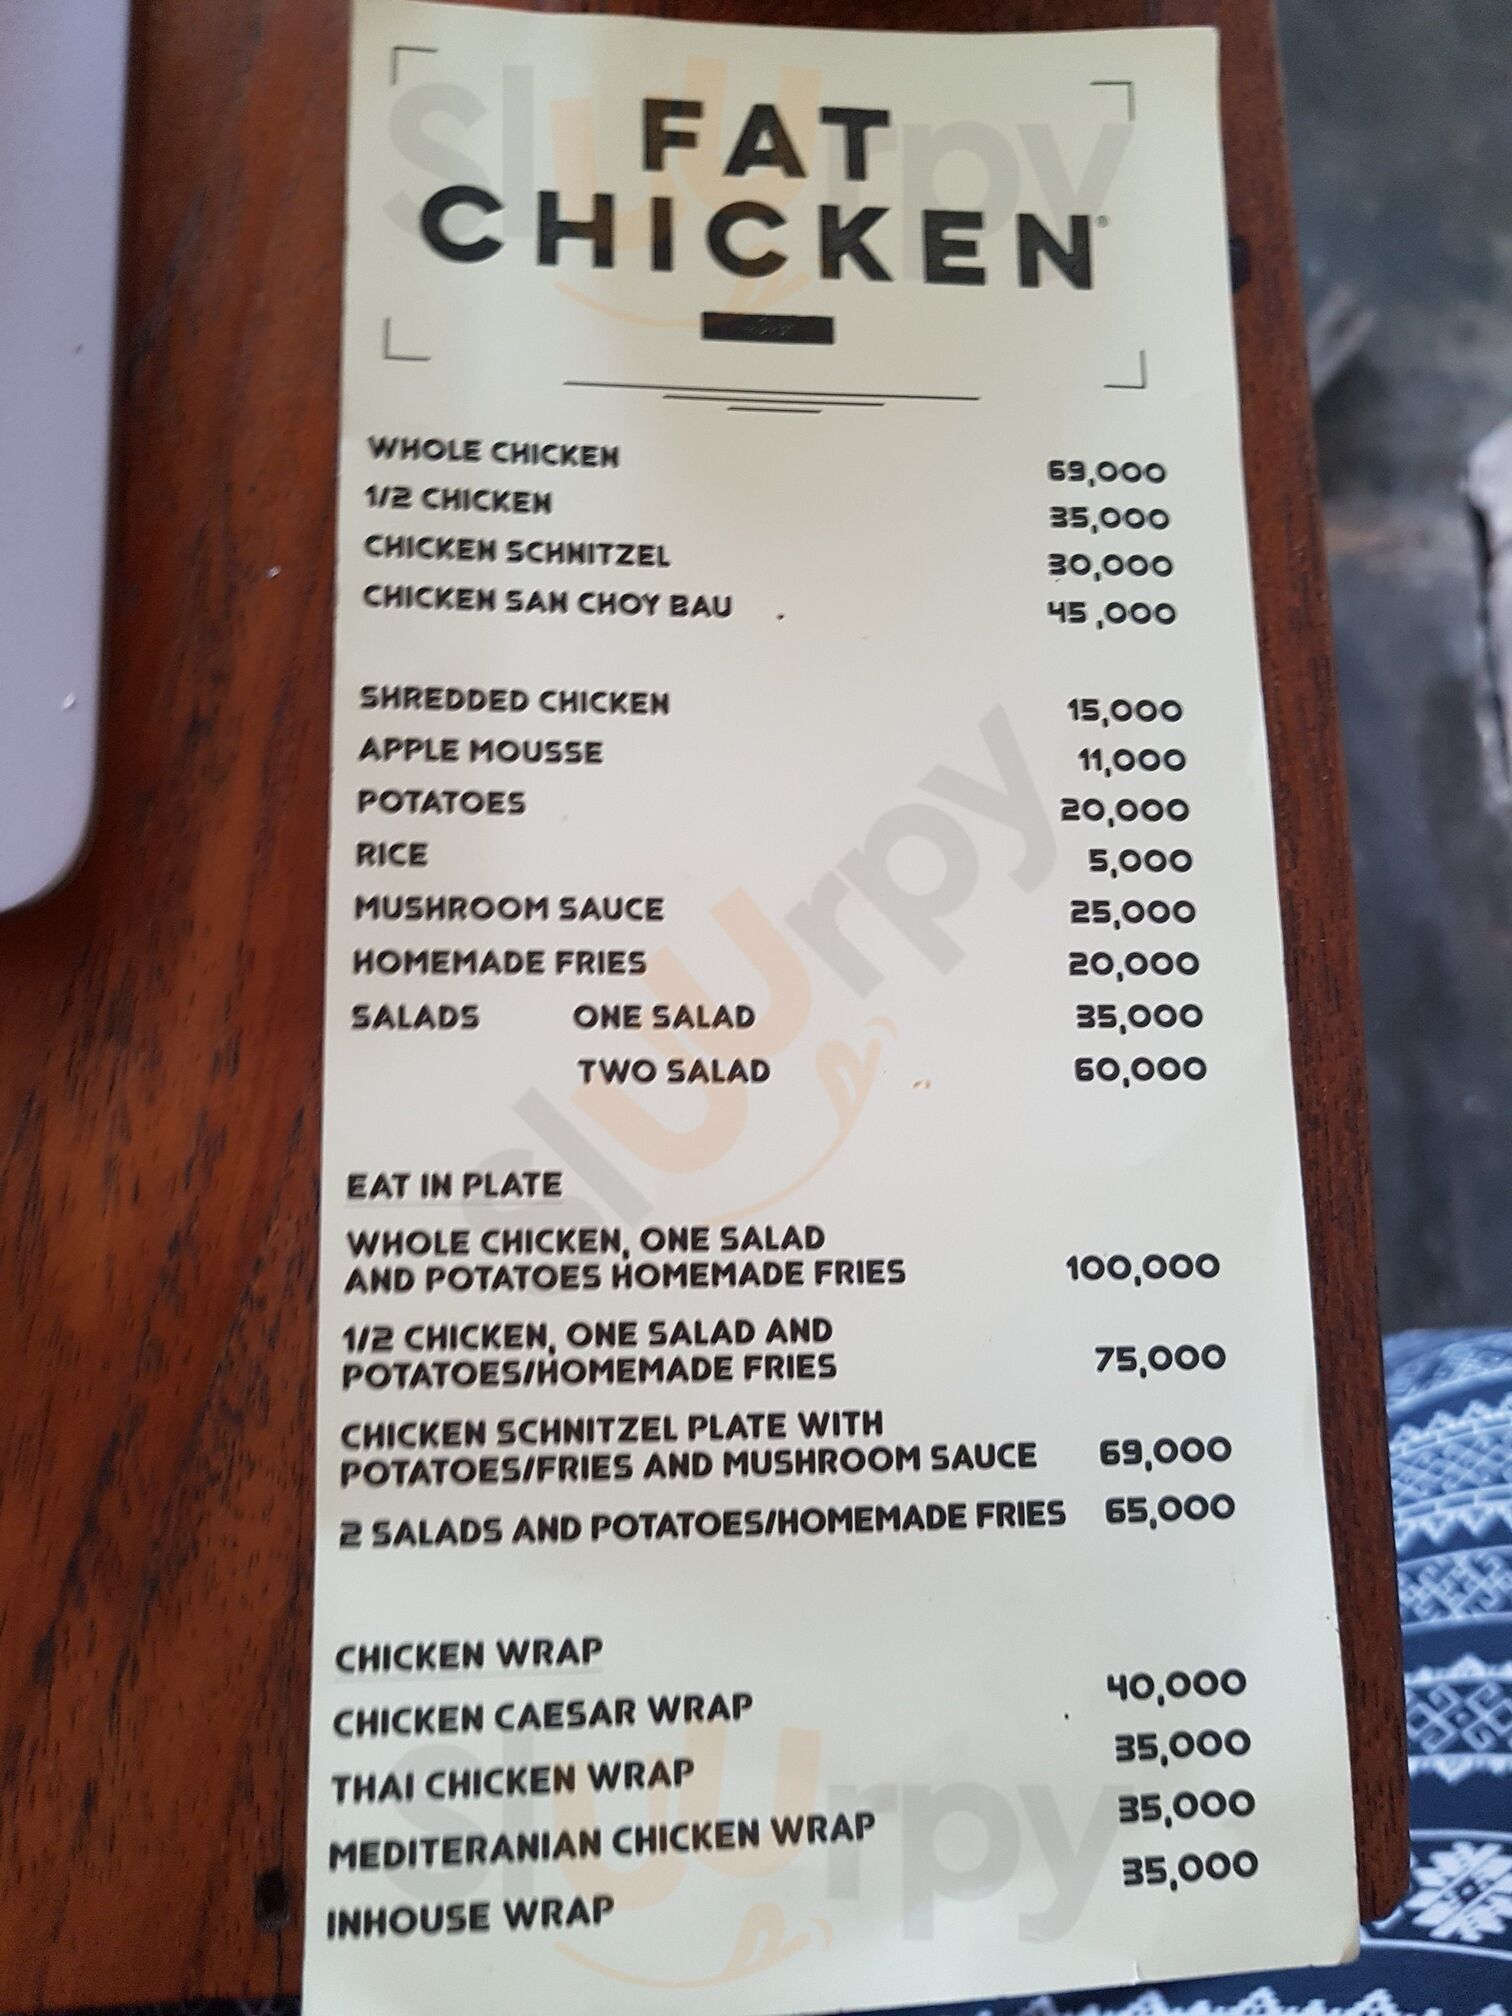 FAT
CHICKEN®
WHOLE CHICKEN 69,000
1/2 CHICKEN 35,000
CHICKEN SCHNITZEL 30,000
CHICKEN SAN CHOY BAU 45,000
SHREDDED CHICKEN 15,000
APPLE MOUSSE 11,000
POTATOES 20,000
RICE 5,000
MUSHROOM SAUCE 25,000
HOMEMADE FRIES 20,000
SALADS ONE SALAD 35,000
TWO SALAD 60,000
EAT IN PLATE
WHOLE CHICKEN, ONE SALAD
AND POTATOES HOMEMADE FRIES 100,000
1/2 CHICKEN, ONE SALAD AND
POTATOES/HOMEMADE FRIES 75,000
CHICKEN SCHNITZEL PLATE WITH
POTATOES/FRIES AND MUSHROOM SAUCE 69,000
2 SALADS AND POTATOES/HOMEMADE FRIES 65,000
CHICKEN WRAP
CHICKEN CAESAR WRAP 40,000
THAI CHICKEN WRAP 35,000
MEDITERANIAN CHICKEN WRAP 35,000
INHOUSE WRAP 35,000
sluurpy
sluurpy
sluurpy